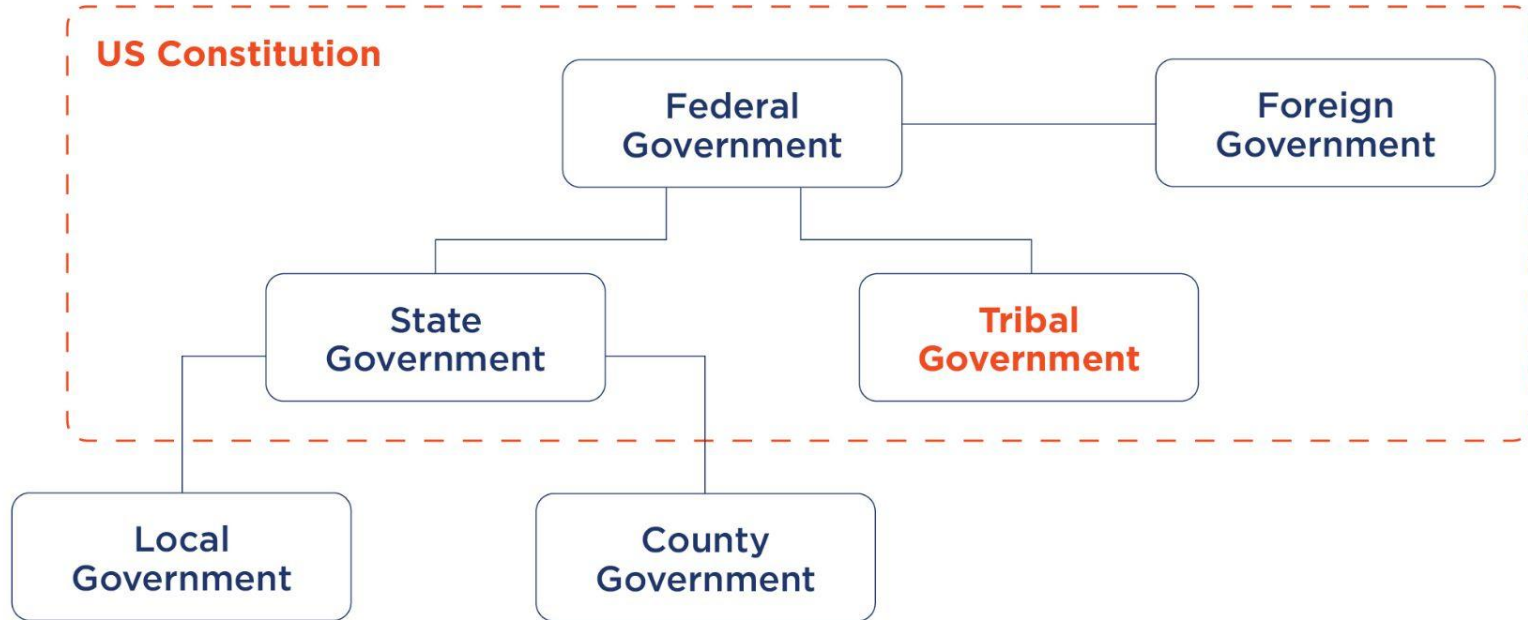 US Constitution
Federal
Government
Foreign
Government
State
Government
Tribal
Government
Local
Government
County
Government